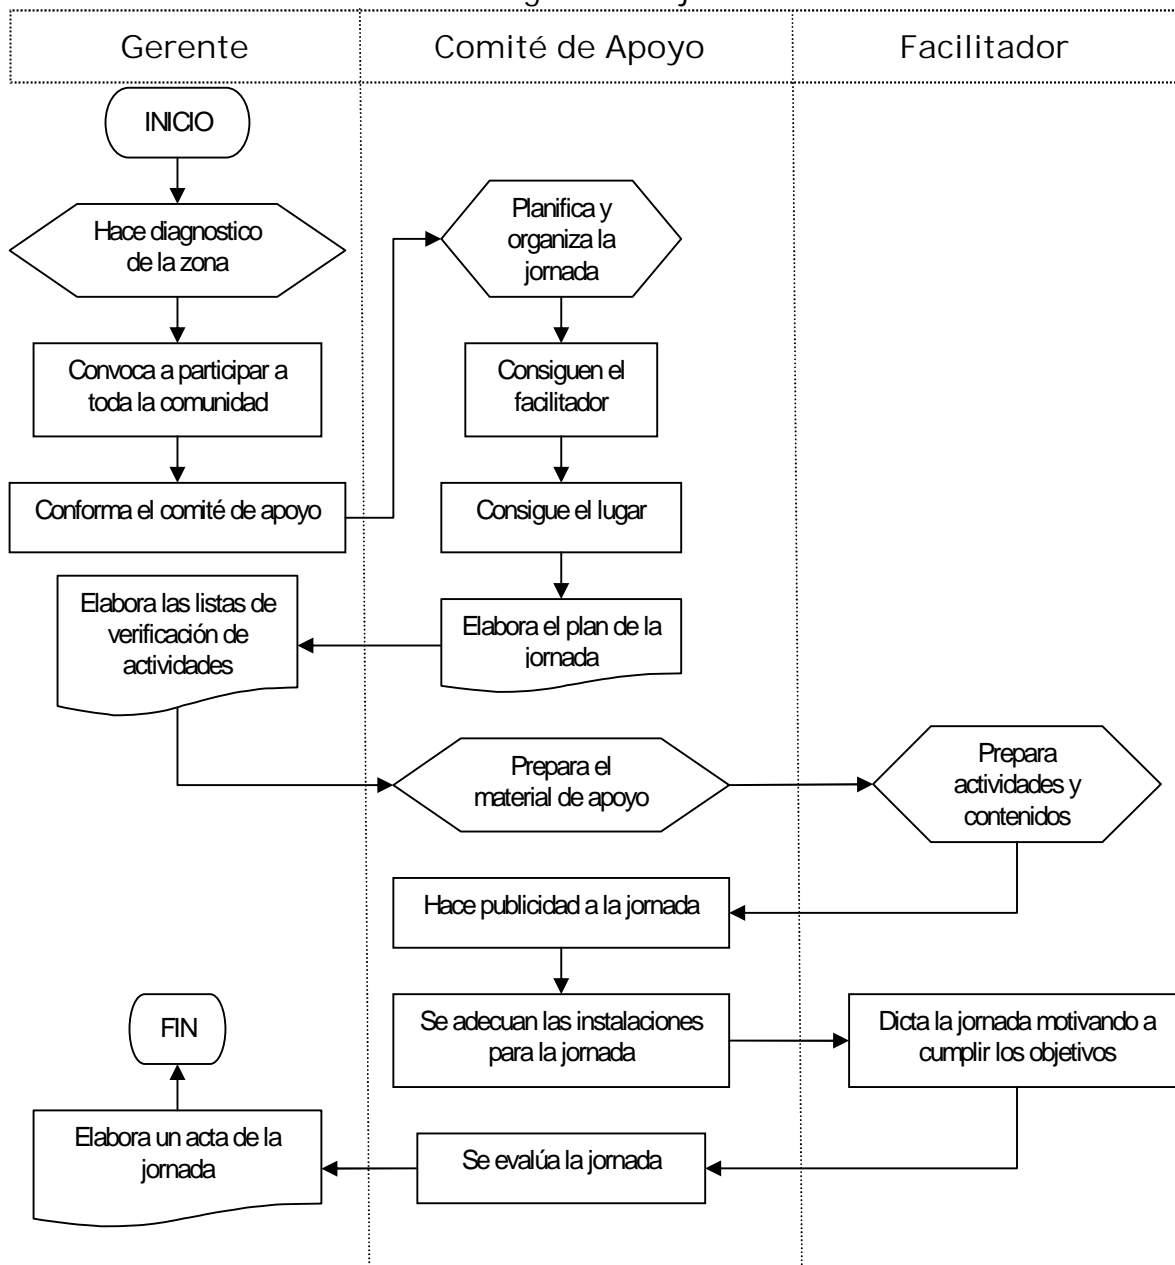 Gerente
Comité de Apoyo
Facilitador
INICIO
Hace diagnostico
de la zona
Planifica y
organiza la
jornada
Convoca a participar a
toda la comunidad
Consiguen el
facilitador
Conforma el comité de apoyo
Consigue el lugar
Elabora las listas de
verificación de
actividades
Elabora el plan de la
jornada
Prepara el
material de apoyo
Prepara
actividades y
contenidos
Hace publicidad a la jornada
Se adecuan las instalaciones
para la jornada
Dicta la jornada motivando a
cumplir los objetivos
FIN
Elabora un acta de la
jornada
Se evalúa la jornada